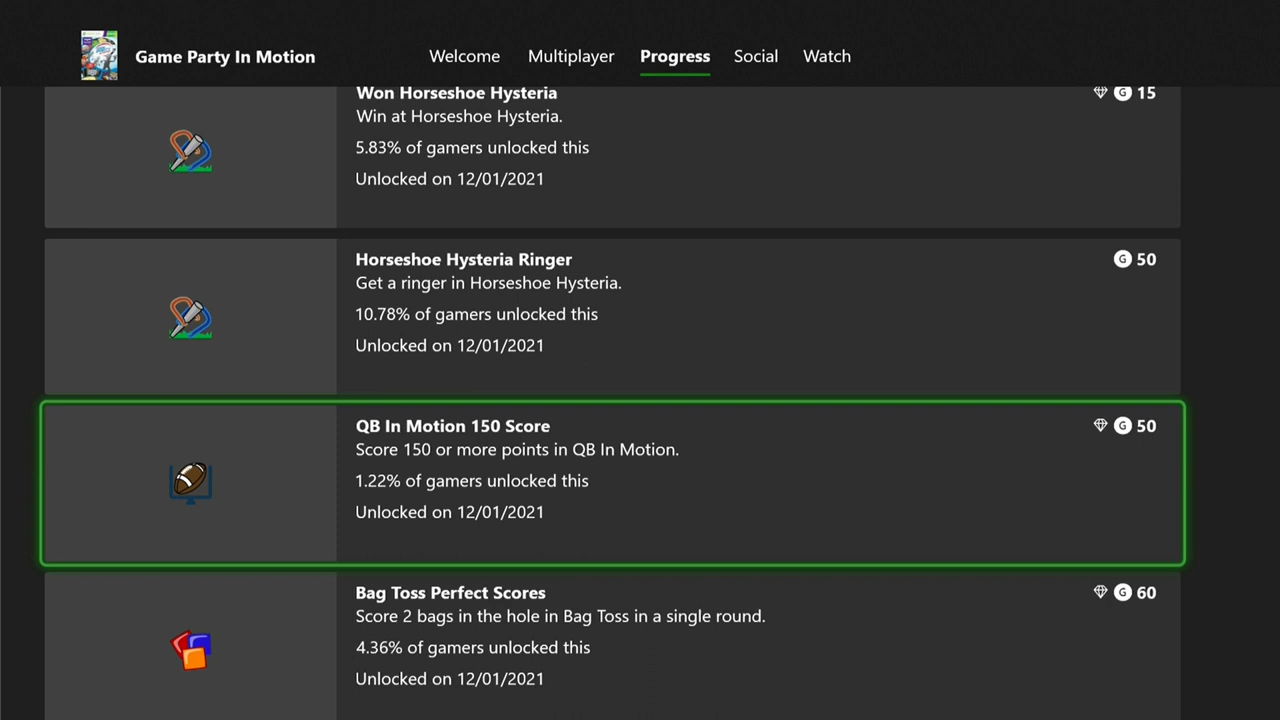 Game Party In Motion
Welcome Multiplayer Progress Social Watch
Won Horseshoe Hysteria
G 15
Win at Horseshoe Hysteria.
5.83% of gamers unlocked this
Unlocked on 12/01/2021
Horseshoe Hysteria Ringer
G 50
Get a ringer in Horseshoe Hysteria.
10.78% of gamers unlocked this
Unlocked on 12/01/2021
QB In Motion 150 Score
G 50
Score 150 or more points in QB In Motion.
1.22% of gamers unlocked this
Unlocked on 12/01/2021
Bag Toss Perfect Scores
G 60
Score 2 bags in the hole in Bag Toss in a single round.
4.36% of gamers unlocked this
Unlocked on 12/01/2021